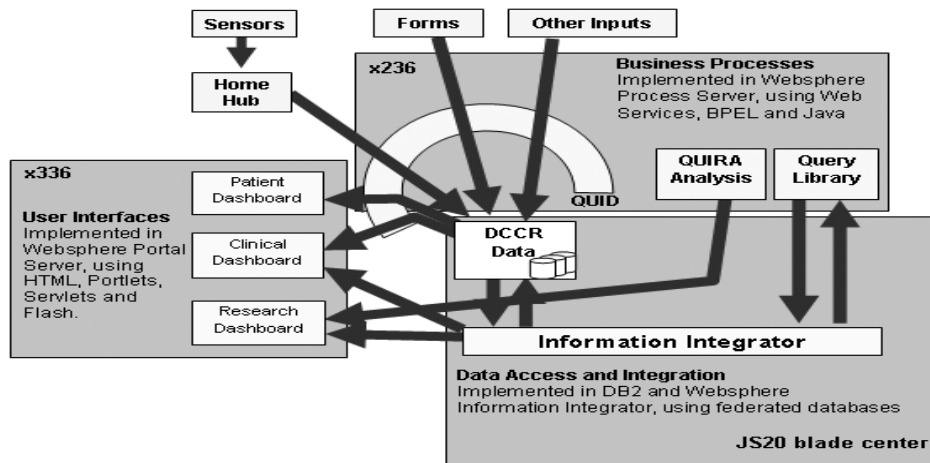 Sensors
Forms
Other Inputs
Home
Hub
x236
Business Processes
Implemented in Websphere
Process Server, using Web
Services, BPEL and Java
QUIRA
Analysis
Query
Library
QUID
x336
User Interfaces
Implemented in
Websphere Portal
Server, using
HTML, Portlets,
Servlets and
Flash.
Patient
Dashboard
Clinical
Dashboard
Research
Dashboard
DCCR
Data
Information Integrator
Data Access and Integration
Implemented in DB2 and Websphere
Information Integrator, using federated databases
JS20 blade center